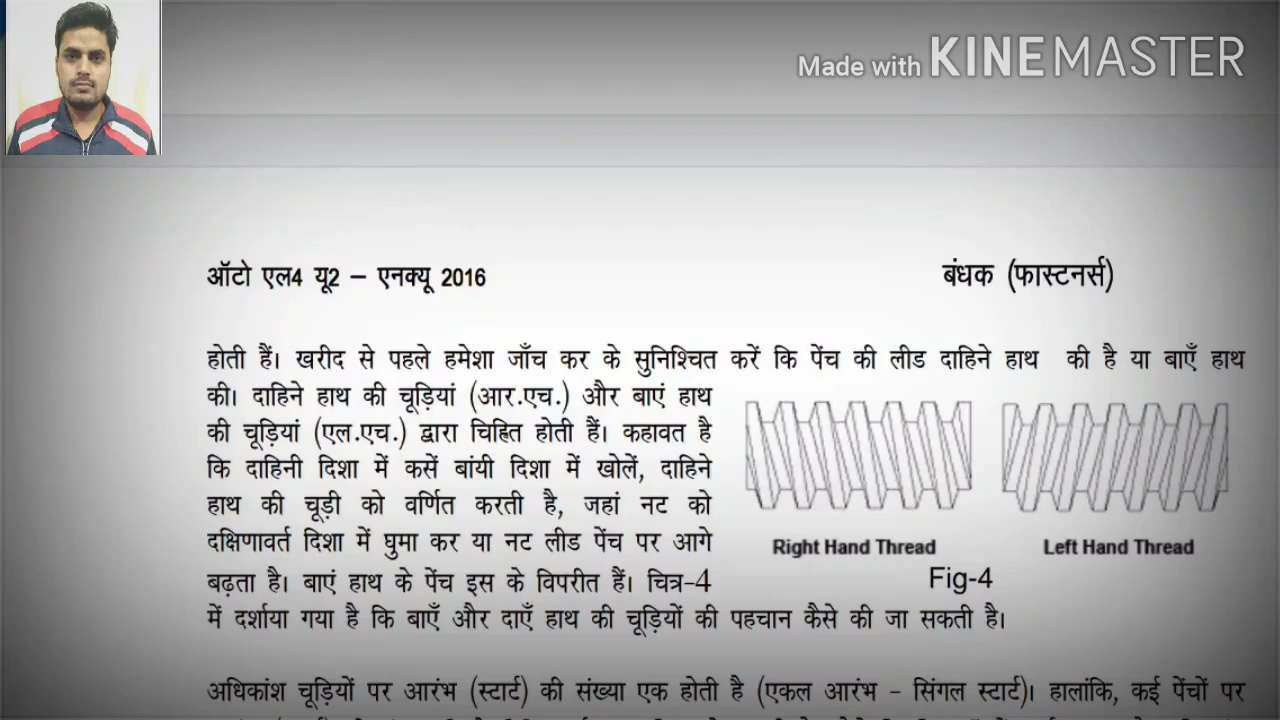 Made with KINEMASTER
ऑटो एल4 यू2 – एनक्यू 2016
बंधक (फास्टनर्स)
होती हैं। खरीद से पहले हमेशा जाँच कर के सुनिश्चित करें कि पेंच की लीड दाहिने हाथ की है या बाएँ हाथ
की। दाहिने हाथ की चूड़ियां (आर.एच.) और बाएं हाथ
की चूड़ियां (एल.एच.) द्वारा चिह्नित होती हैं। कहावत है
कि दाहिनी दिशा में कसें बांयी दिशा में खोलें, दाहिने
हाथ की चूड़ी को वर्णित करती है, जहां नट को
दक्षिणावर्त दिशा में घुमा कर या नट लीड पेंच पर आगे
बढ़ता है। बाएं हाथ के पेंच इस के विपरीत हैं। चित्र-4
में दर्शाया गया है कि बाएँ और दाएँ हाथ की चूड़ियों की पहचान कैसे की जा सकती है।
Right Hand Thread
Left Hand Thread
Fig-4
अधिकांश चूड़ियों पर आरंभ (स्टार्ट) की संख्या एक होती है (एकल आरंभ – सिंगल स्टार्ट)। हालांकि, कई पेंचों पर